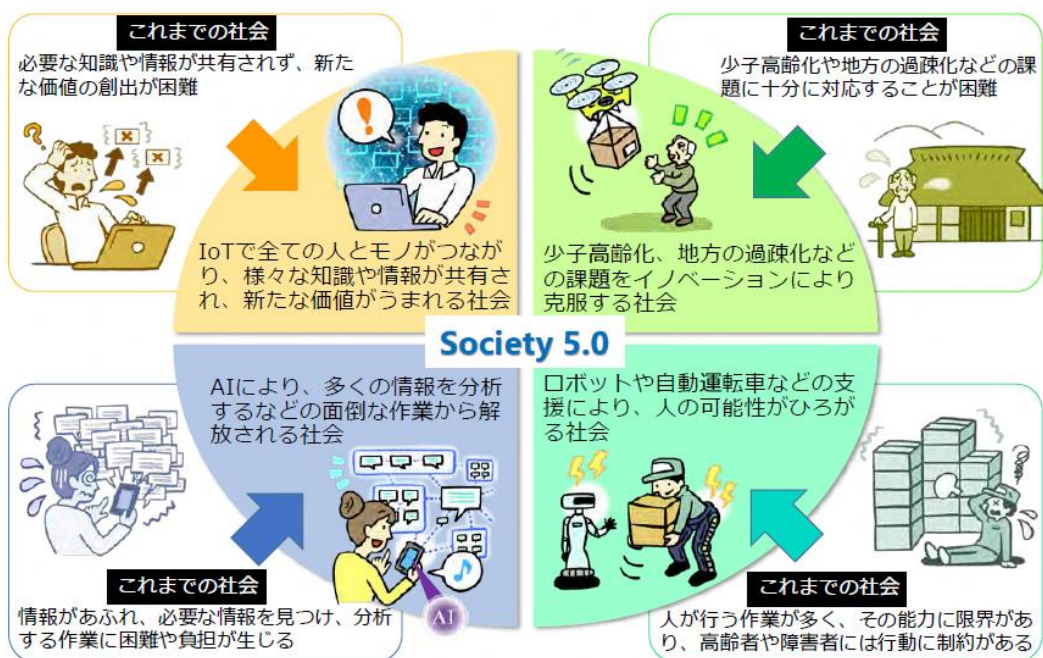 これまでの社会
必要な知識や情報が共有されず、新た
な価値の創出が困難
IoTで全ての人とモノがつなが
り、様々な知識や情報が共有さ
れ、新たな価値がうまれる社会
これまでの社会
少子高齢化や地方の過疎化などの課
題に十分に対応することが困難
少子高齢化、地方の過疎化など
の課題をイノベーションにより
克服する社会
Society 5.0
AIにより、多くの情報を分析
するなどの面倒な作業から解
放される社会
AI
これまでの社会
情報があふれ、必要な情報を見つけ、分析
する作業に困難や負担が生じる
ロボットや自動運転車などの支
援により、人の可能性がひろが
る社会
これまでの社会
人が行う作業が多く、その能力に限界があ
り、高齢者や障害者には行動に制約がある